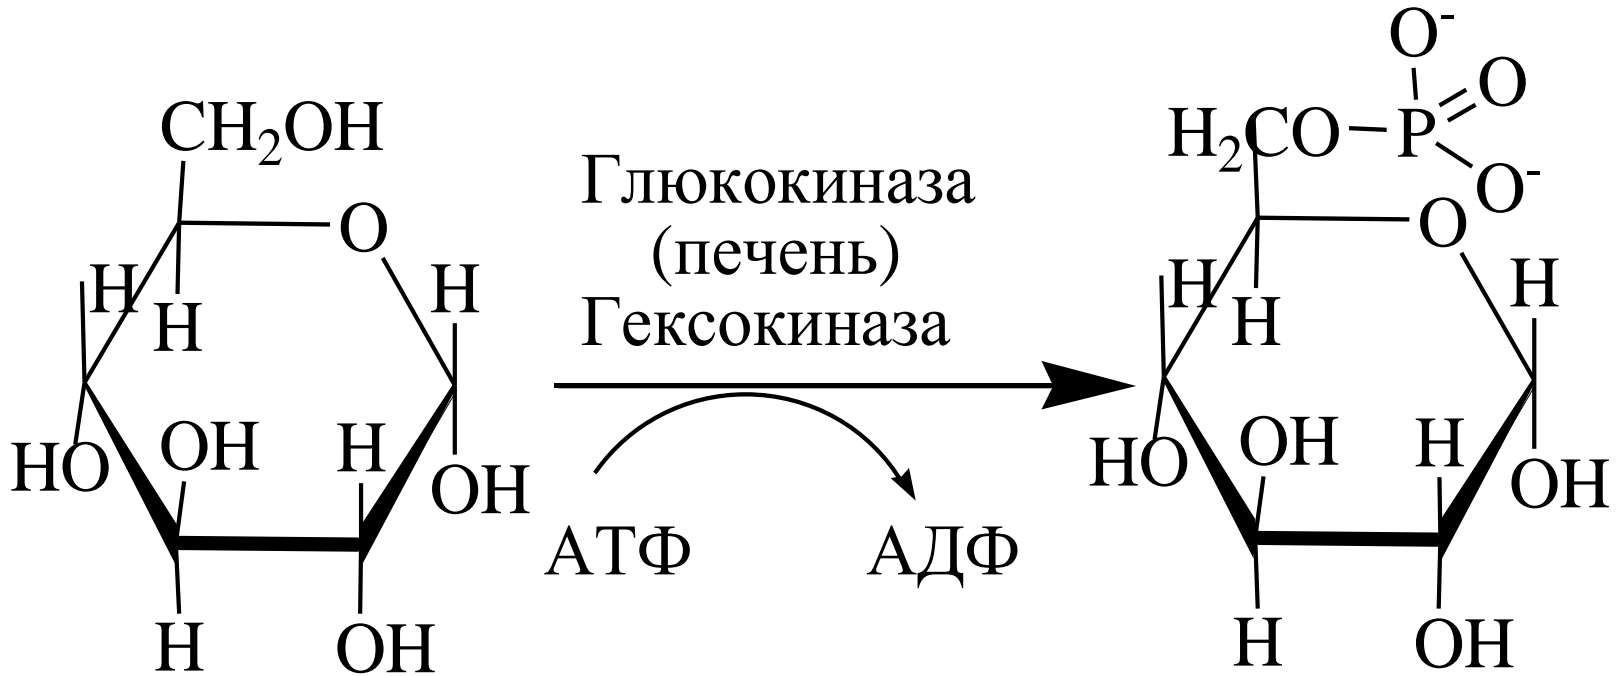 CH₂OH
O
H
H
H
HO
OH
H
OH
H
OH
Глюкокиназа
(печень)
Гексокиназа
АТФ
АДФ
O⁻
O
H₂CO
P
O⁻
O
H
H
H
HO
OH
H
OH
H
OH